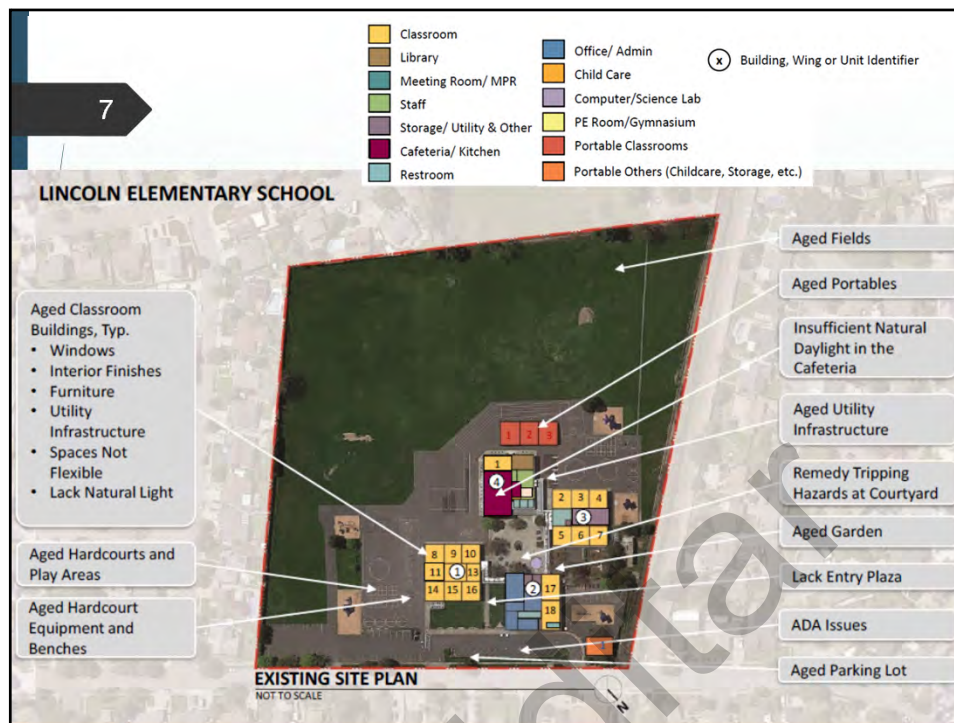 7
Classroom
Library
Meeting Room/ MPR
Staff
Storage/ Utility & Other
Cafeteria/ Kitchen
Restroom
Office/ Admin
Child Care
Computer/Science Lab
PE Room/Gymnasium
Portable Classrooms
Portable Others (Childcare, Storage, etc.)
x Building, Wing or Unit Identifier
LINCOLN ELEMENTARY SCHOOL
Aged Classroom
Buildings, Typ.
• Windows
• Interior Finishes
• Furniture
• Utility
Infrastructure
• Spaces Not
Flexible
• Lack Natural Light
Aged Hardcourts and
Play Areas
Aged Hardcourt
Equipment and
Benches
1 2 3
1
4
2 3 4
3
5 6 7
8 9 10
11 1 13
14 15 16
2 17
18
Aged Fields
Aged Portables
Insufficient Natural
Daylight in the
Cafeteria
Aged Utility
Infrastructure
Remedy Tripping
Hazards at Courtyard
Aged Garden
Lack Entry Plaza
ADA Issues
Aged Parking Lot
EXISTING SITE PLAN
NOT TO SCALE
N